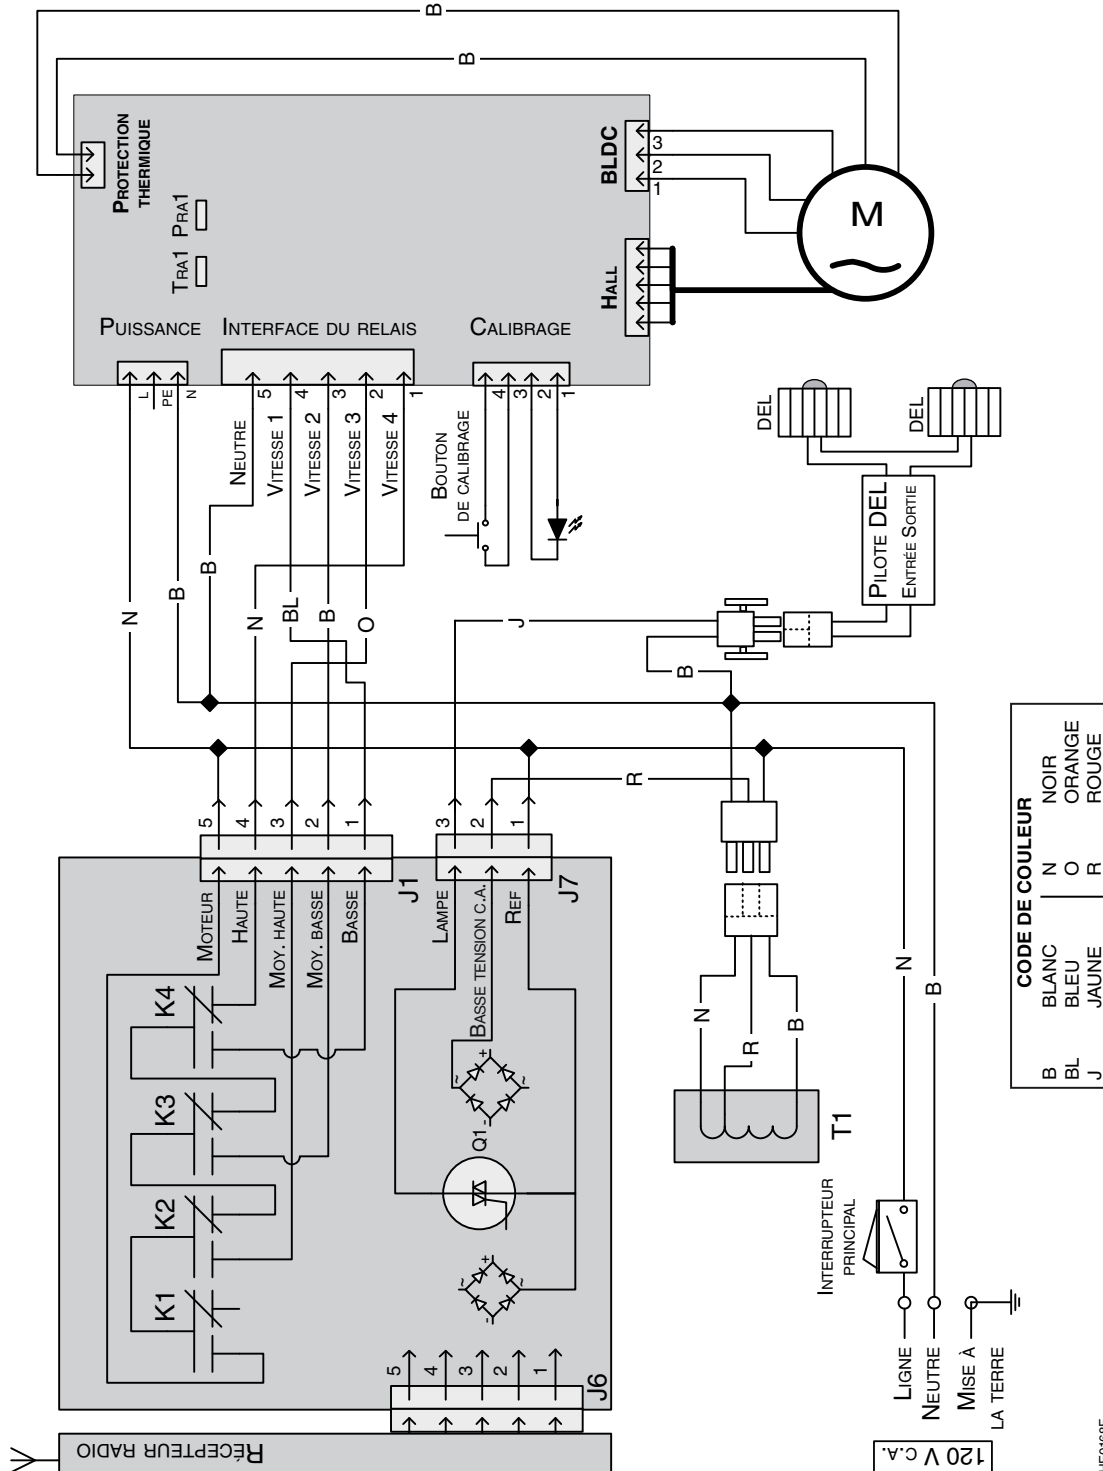 B
B
PROTECTION
THERMIQUE
TRA1 PRA1
BLDC
3
2
1
HALL
M
PUISSANCE
INTERFACE DU RELAIS
CALIBRAGE
L
PE
N
5
4
3
2
1
4
3
2
1
NEUTRE
VITESSE 1
VITESSE 2
VITESSE 3
VITESSE 4
BOUTON
DE CALIBRAGE
DEL
DEL
PILOTE DEL
ENTRÉE SORTIE
N
B
B
N
BL
B
O
J
B
R
5
4
3
2
1
J1
3
2
1
J7
MOTEUR
HAUTE
MOY. HAUTE
MOY. BASSE
BASSE
LAMPE
BASSE TENSION C.A.
REF
K4
K3
K2
K1
~ + ~ -
Q1
~ + ~ -
5
4
3
2
1
J6
RÉCEPTEUR RADIO
N
R
B
T1
N
B
INTERRUPTEUR
PRINCIPAL
LIGNE
NEUTRE
MISE À
LA TERRE
120 V C.A.
CODE DE COULEUR
B BLANC N NOIR
BL BLEU O ORANGE
J JAUNE R ROUGE